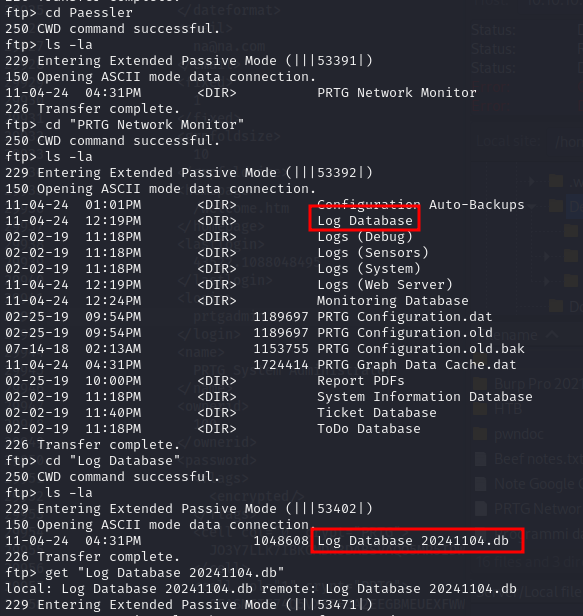 ftp> cd Paessler
250 CWD command successful.
ftp> ls -la
229 Entering Extended Passive Mode (|||53391|)
150 Opening ASCII mode data connection.
11-04-24  04:31PM       <DIR>          PRTG Network Monitor
226 Transfer complete.
ftp> cd "PRTG Network Monitor"
250 CWD command successful.
ftp> ls -la
229 Entering Extended Passive Mode (|||53392|)
150 Opening ASCII mode data connection.
11-04-24  01:01PM       <DIR>          Configuration Auto-Backups
11-04-24  12:19PM       <DIR>          Log Database
02-02-19  11:18PM       <DIR>          Logs (Debug)
02-02-19  11:18PM       <DIR>          Logs (Sensors)
02-02-19  11:18PM       <DIR>          Logs (System)
11-04-24  12:19PM       <DIR>          Logs (Web Server)
11-04-24  12:24PM       <DIR>          Monitoring Database
02-25-19  09:54PM              1189697 PRTG Configuration.dat
02-25-19  09:54PM              1189697 PRTG Configuration.old
07-14-18  02:13AM              1153755 PRTG Configuration.old.bak
11-04-24  04:31PM              1724414 PRTG Graph Data Cache.dat
02-25-19  10:00PM       <DIR>          Report PDFs
02-02-19  11:18PM       <DIR>          System Information Database
02-02-19  11:40PM       <DIR>          Ticket Database
02-02-19  11:18PM       <DIR>          ToDo Database
226 Transfer complete.
ftp> cd "Log Database"
250 CWD command successful.
ftp> ls -la
229 Entering Extended Passive Mode (|||53402|)
150 Opening ASCII mode data connection.
11-04-24  04:31PM              1048608 Log Database 20241104.db
226 Transfer complete.
ftp> get "Log Database 20241104.db"
local: Log Database 20241104.db remote: Log Database 20241104.db
229 Entering Extended Passive Mode (|||53471|)